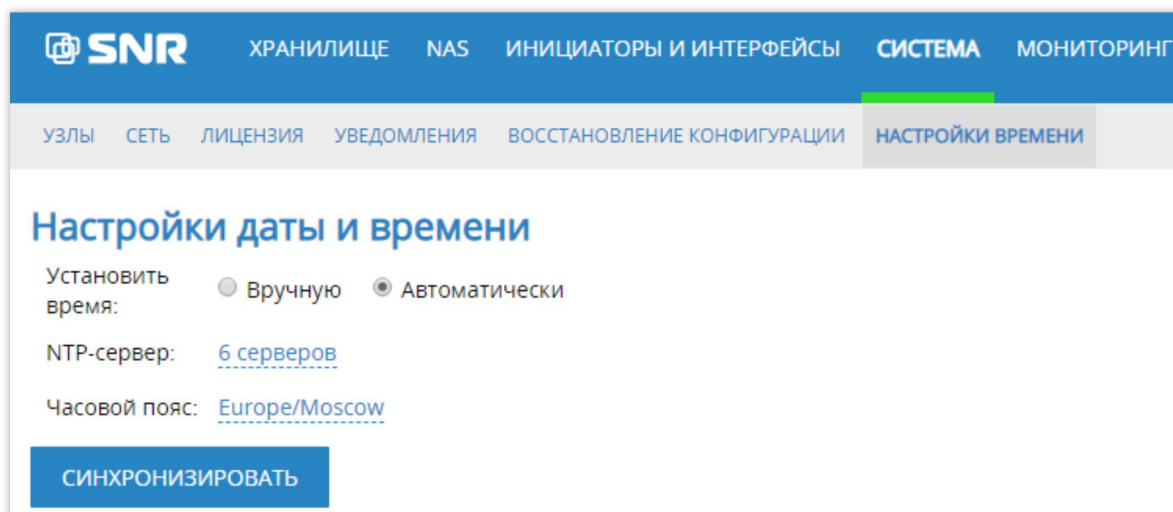 SNR ХРАНИЛИЩЕ NAS ИНИЦИАТОРЫ И ИНТЕРФЕЙСЫ СИСТЕМА МОНИТОРИНГ
УЗЛЫ СЕТЬ ЛИЦЕНЗИЯ УВЕДОМЛЕНИЯ ВОССТАНОВЛЕНИЕ КОНФИГУРАЦИИ НАСТРОЙКИ ВРЕМЕНИ
Настройки даты и времени
Установить
время: Вручную Автоматически
NTP-сервер: 6 серверов
Часовой пояс: Europe/Moscow
СИНХРОНИЗИРОВАТЬ